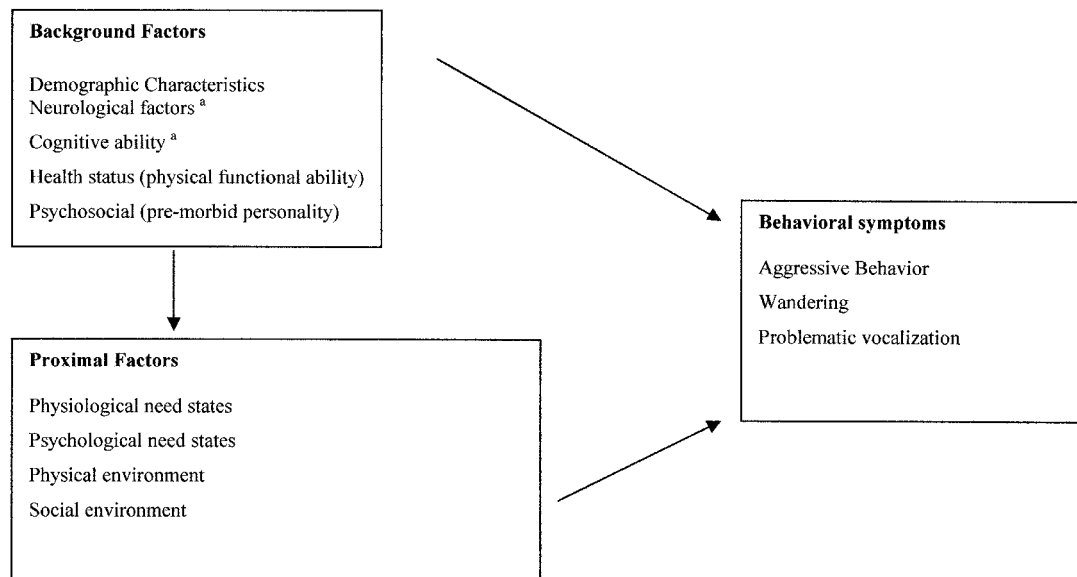 Background Factors
Demographic Characteristics
Neurological factors ᵃ
Cognitive ability ᵃ
Health status (physical functional ability)
Psychosocial (pre-morbid personality)
Proximal Factors
Physiological need states
Psychological need states
Physical environment
Social environment
Behavioral symptoms
Aggressive Behavior
Wandering
Problematic vocalization